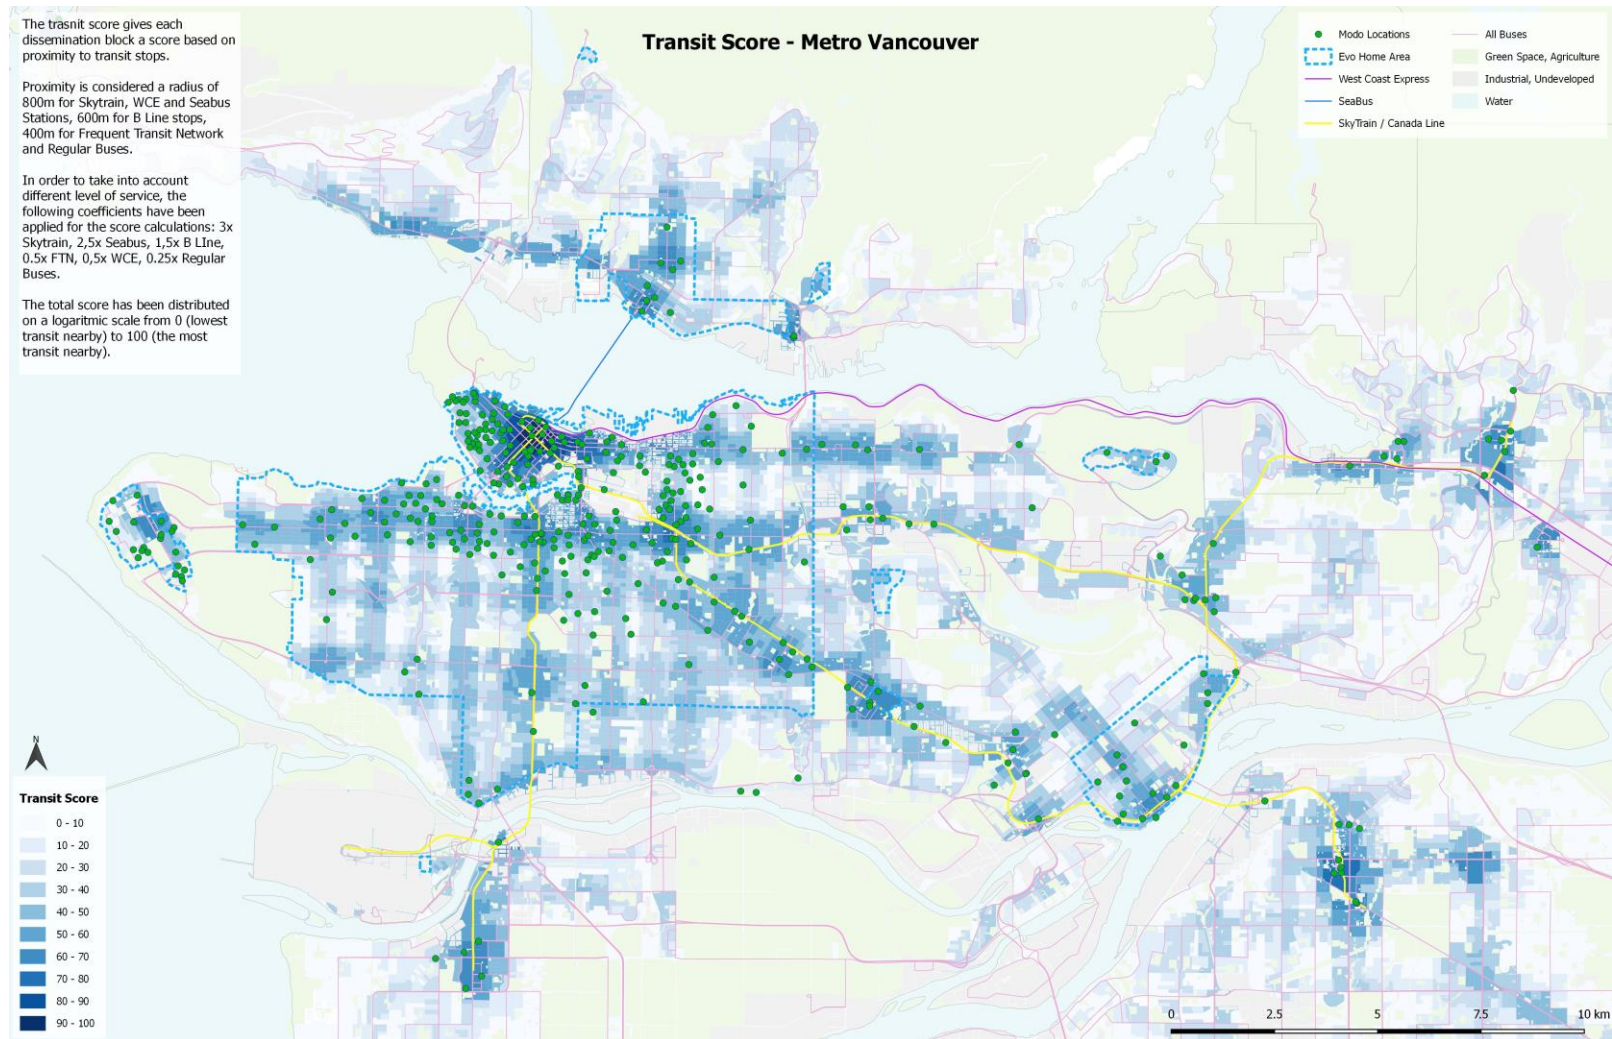 The trasnit score gives each
dissemination block a score based on
proximity to transit stops.
Proximity is considered a radius of
800m for Skytrain, WCE and Seabus
Stations, 600m for B Line stops,
400m for Frequent Transit Network
and Regular Buses.
In order to take into account
different level of service, the
following coefficients have been
applied for the score calculations: 3x
Skytrain, 2,5x Seabus, 1,5x B LIne,
0.5x FTN, 0,5x WCE, 0.25x Regular
Buses.
The total score has been distributed
on a logaritmic scale from 0 (lowest
transit nearby) to 100 (the most
transit nearby).
Transit Score - Metro Vancouver
Modo Locations
Evo Home Area
West Coast Express
SeaBus
SkyTrain / Canada Line
All Buses
Green Space, Agriculture
Industrial, Undeveloped
Water
N
Transit Score
0 - 10
10 - 20
20 - 30
30 - 40
40 - 50
50 - 60
60 - 70
70 - 80
80 - 90
90 - 100
0 2.5 5 7.5 10 km